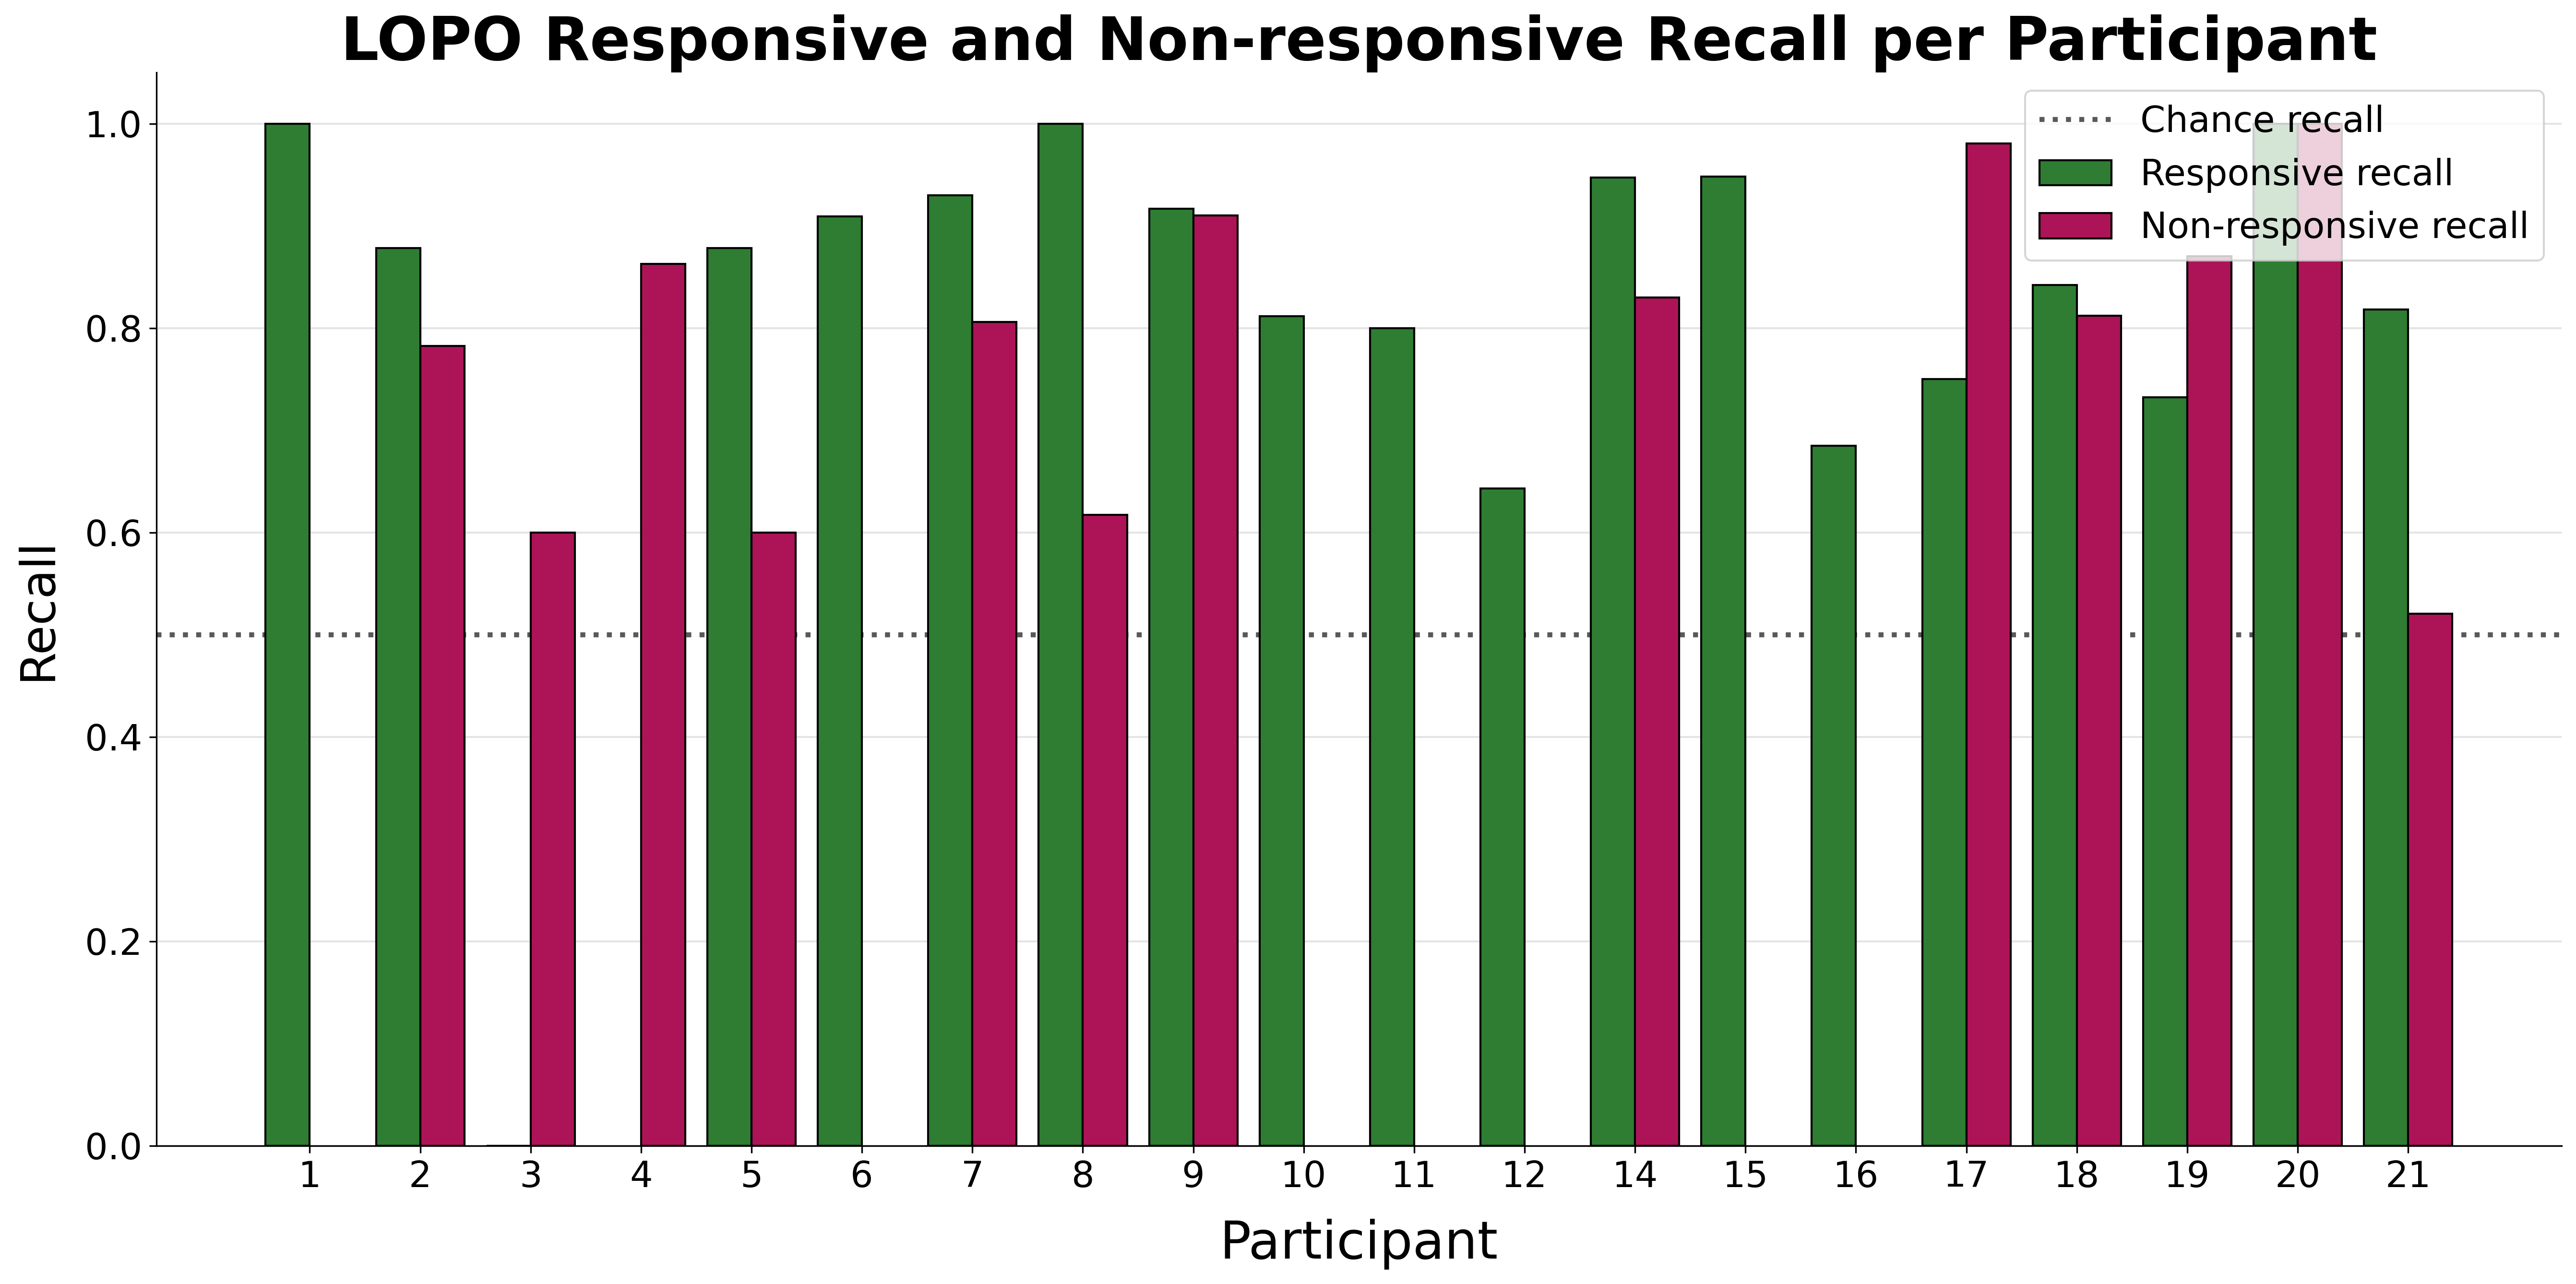 LOPO Responsive and Non-responsive Recall per Participant
Chance recall
Responsive recall
Non-responsive recall
Recall
1.0
0.8
0.6
0.4
0.2
0.0
1 2 3 4 5 6 7 8 9 10 11 12 14 15 16 17 18 19 20 21
Participant